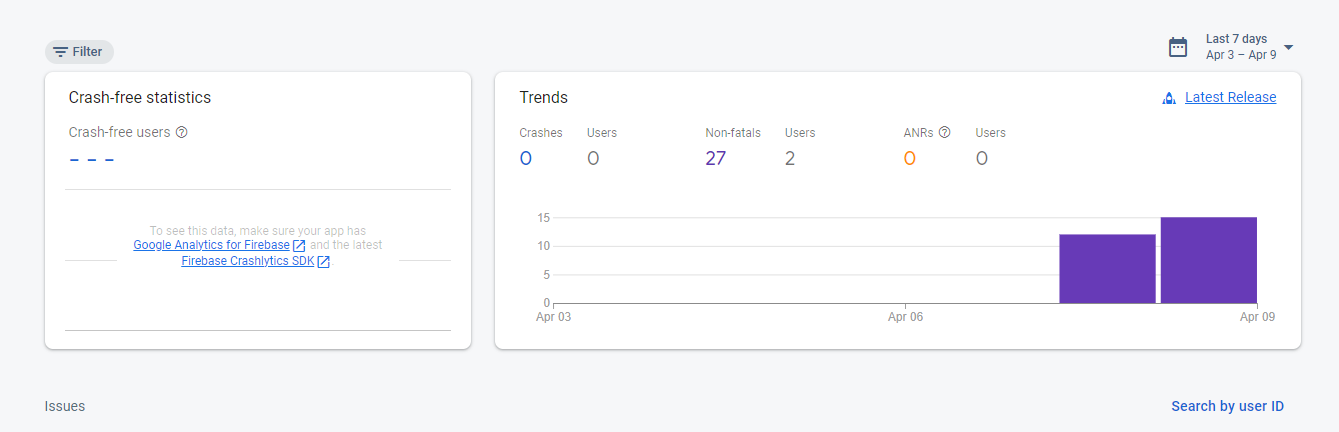 Filter
Last 7 days
Apr 3 – Apr 9
Crash-free statistics
Crash-free users
- - -
To see this data, make sure your app has
Google Analytics for Firebase and the latest
Firebase Crashlytics SDK.
Trends
Latest Release
Crashes Users Non-fatals Users ANRs Users
0 0 27 2 0 0
15
10
5
0
Apr 03 Apr 06 Apr 09
Issues
Search by user ID